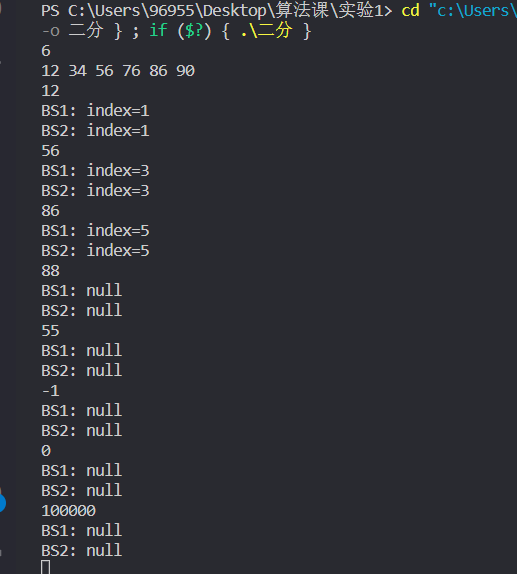 PS C:\Users\96955\Desktop\算法课\实验1> cd "c:\Users\
-o 二分 } ; if ($?) { .\二分 }
6
12 34 56 76 86 90
12
BS1: index=1
BS2: index=1
56
BS1: index=3
BS2: index=3
86
BS1: index=5
BS2: index=5
88
BS1: null
BS2: null
55
BS1: null
BS2: null
-1
BS1: null
BS2: null
0
BS1: null
BS2: null
100000
BS1: null
BS2: null